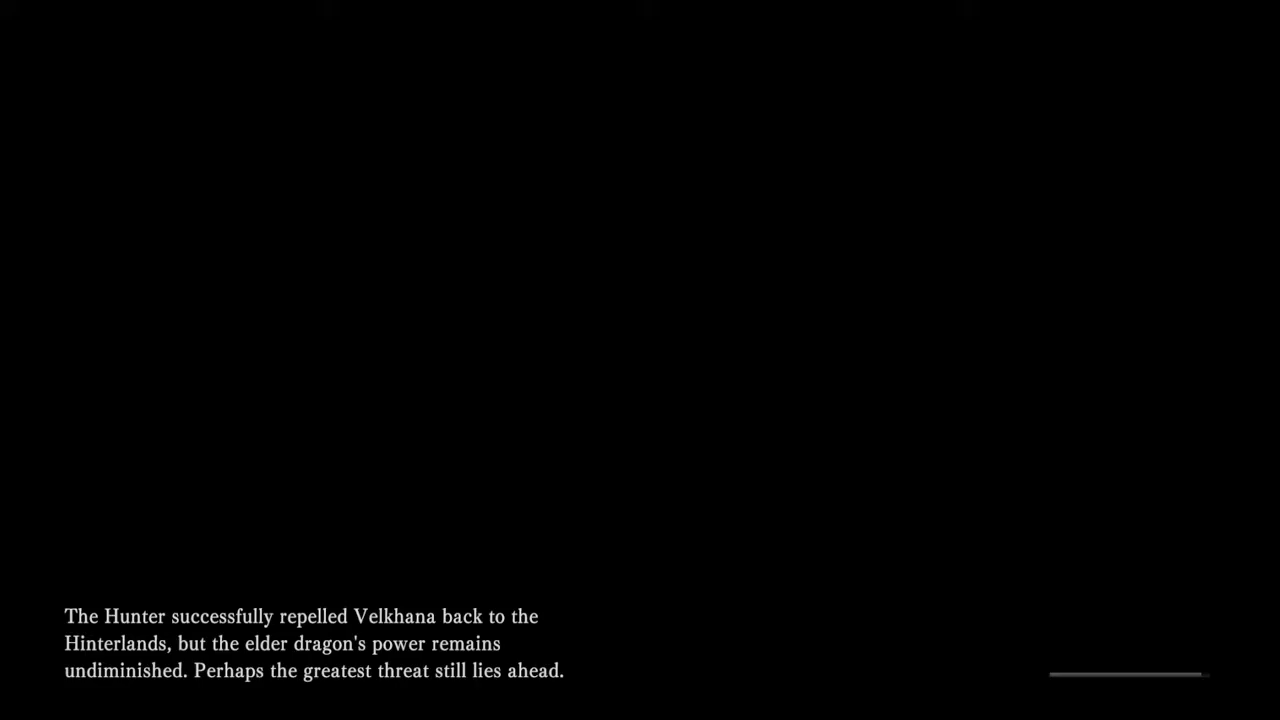 The Hunter successfully repelled Velkhana back to the
Hinterlands, but the elder dragon's power remains
undiminished. Perhaps the greatest threat still lies ahead.